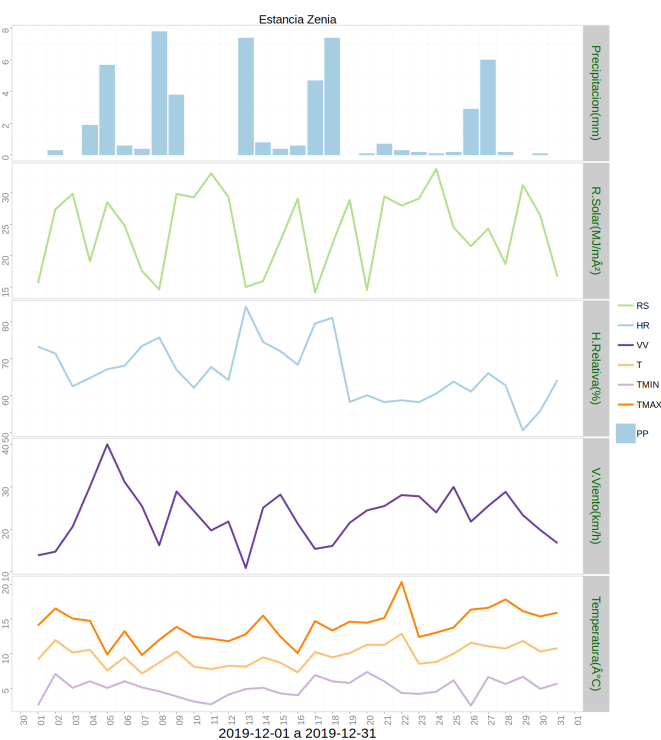 Estancia Zenia
8
6
4
2
0
Precipitacion(mm)
30
25
20
15
R.Solar(MJ/mÂ²)
80
70
60
50
H.Relativa(%)
40
30
20
10
V.Viento(km/h)
20
15
10
5
Temperatura(Â°C)
RS
HR
VV
T
TMIN
TMAX
PP
30 01 02 03 04 05 06 07 08 09 10 11 12 13 14 15 16 17 18 19 20 21 22 23 24 25 26 27 28 29 30 31 01
2019-12-01 a 2019-12-31